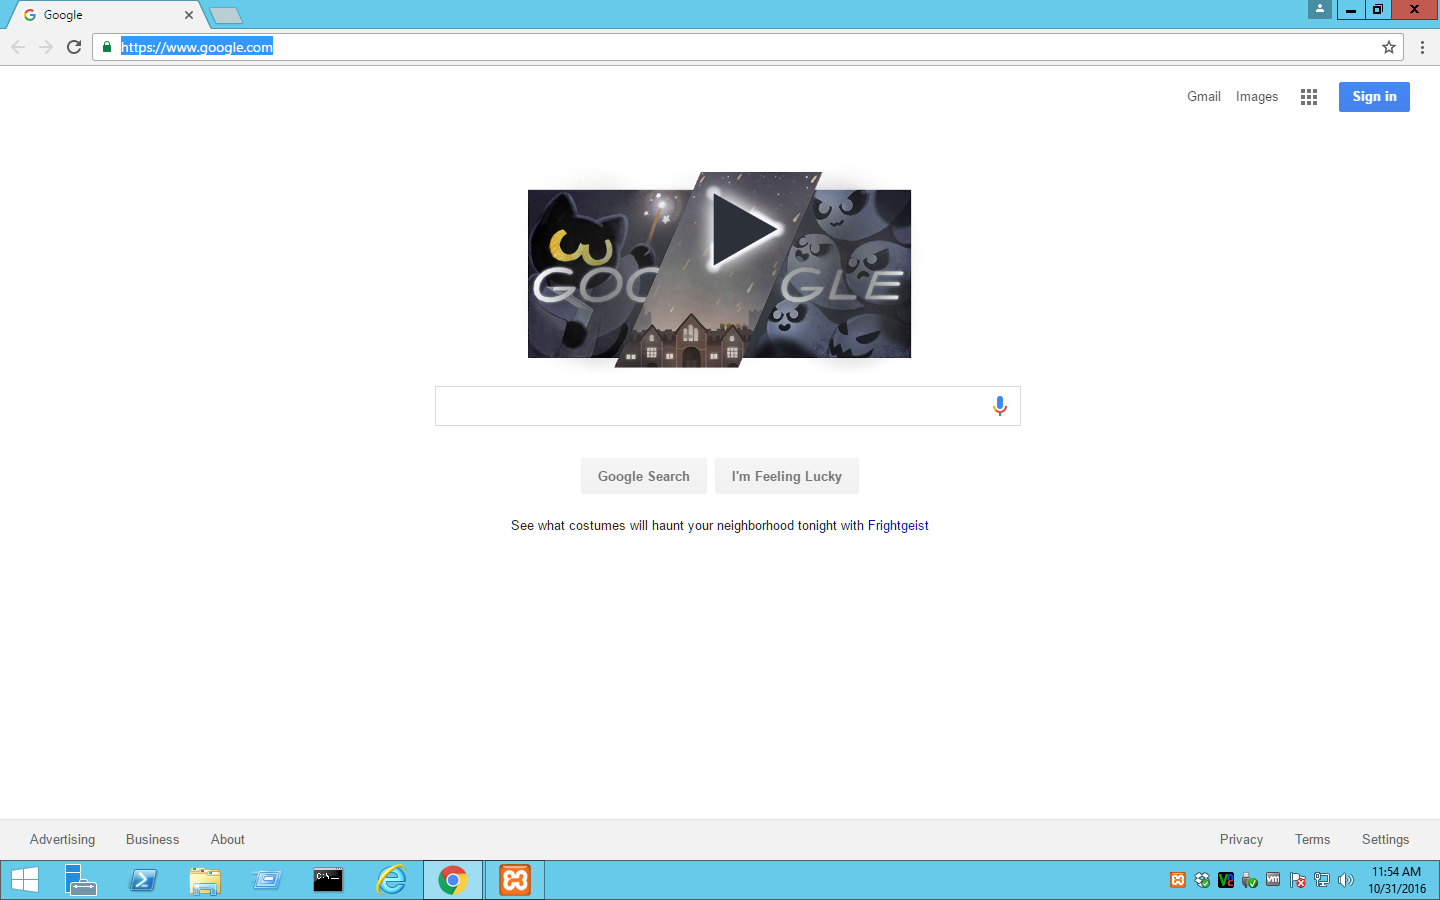 Google
https://www.google.com
Gmail Images Sign in
GOOGLE
Google Search I'm Feeling Lucky
See what costumes will haunt your neighborhood tonight with Frightgeist
Advertising Business About Privacy Terms Settings
C:\_
vm
11:54 AM
10/31/2016